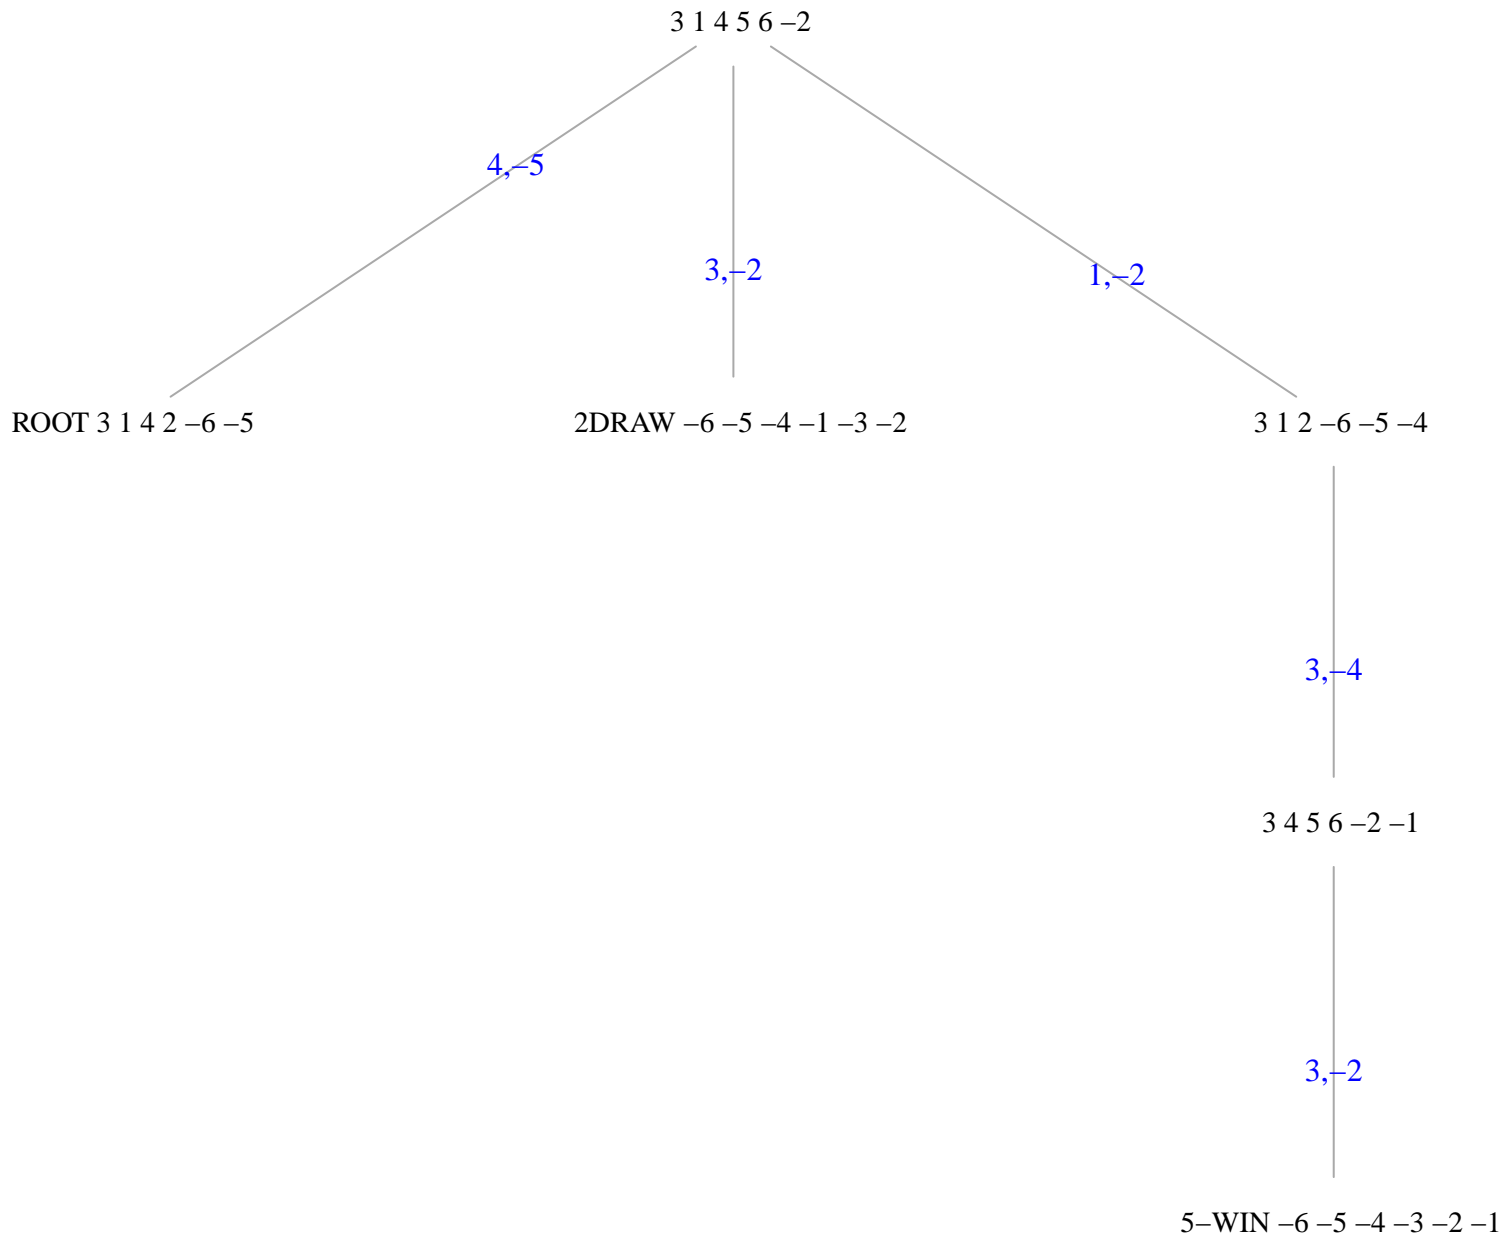 3 1 4 5 6 –2
4,–5
3,–2
1,–2
ROOT 3 1 4 2 –6 –5
2DRAW –6 –5 –4 –1 –3 –2
3 1 2 –6 –5 –4
3,–4
3 4 5 6 –2 –1
3,–2
5–WIN –6 –5 –4 –3 –2 –1